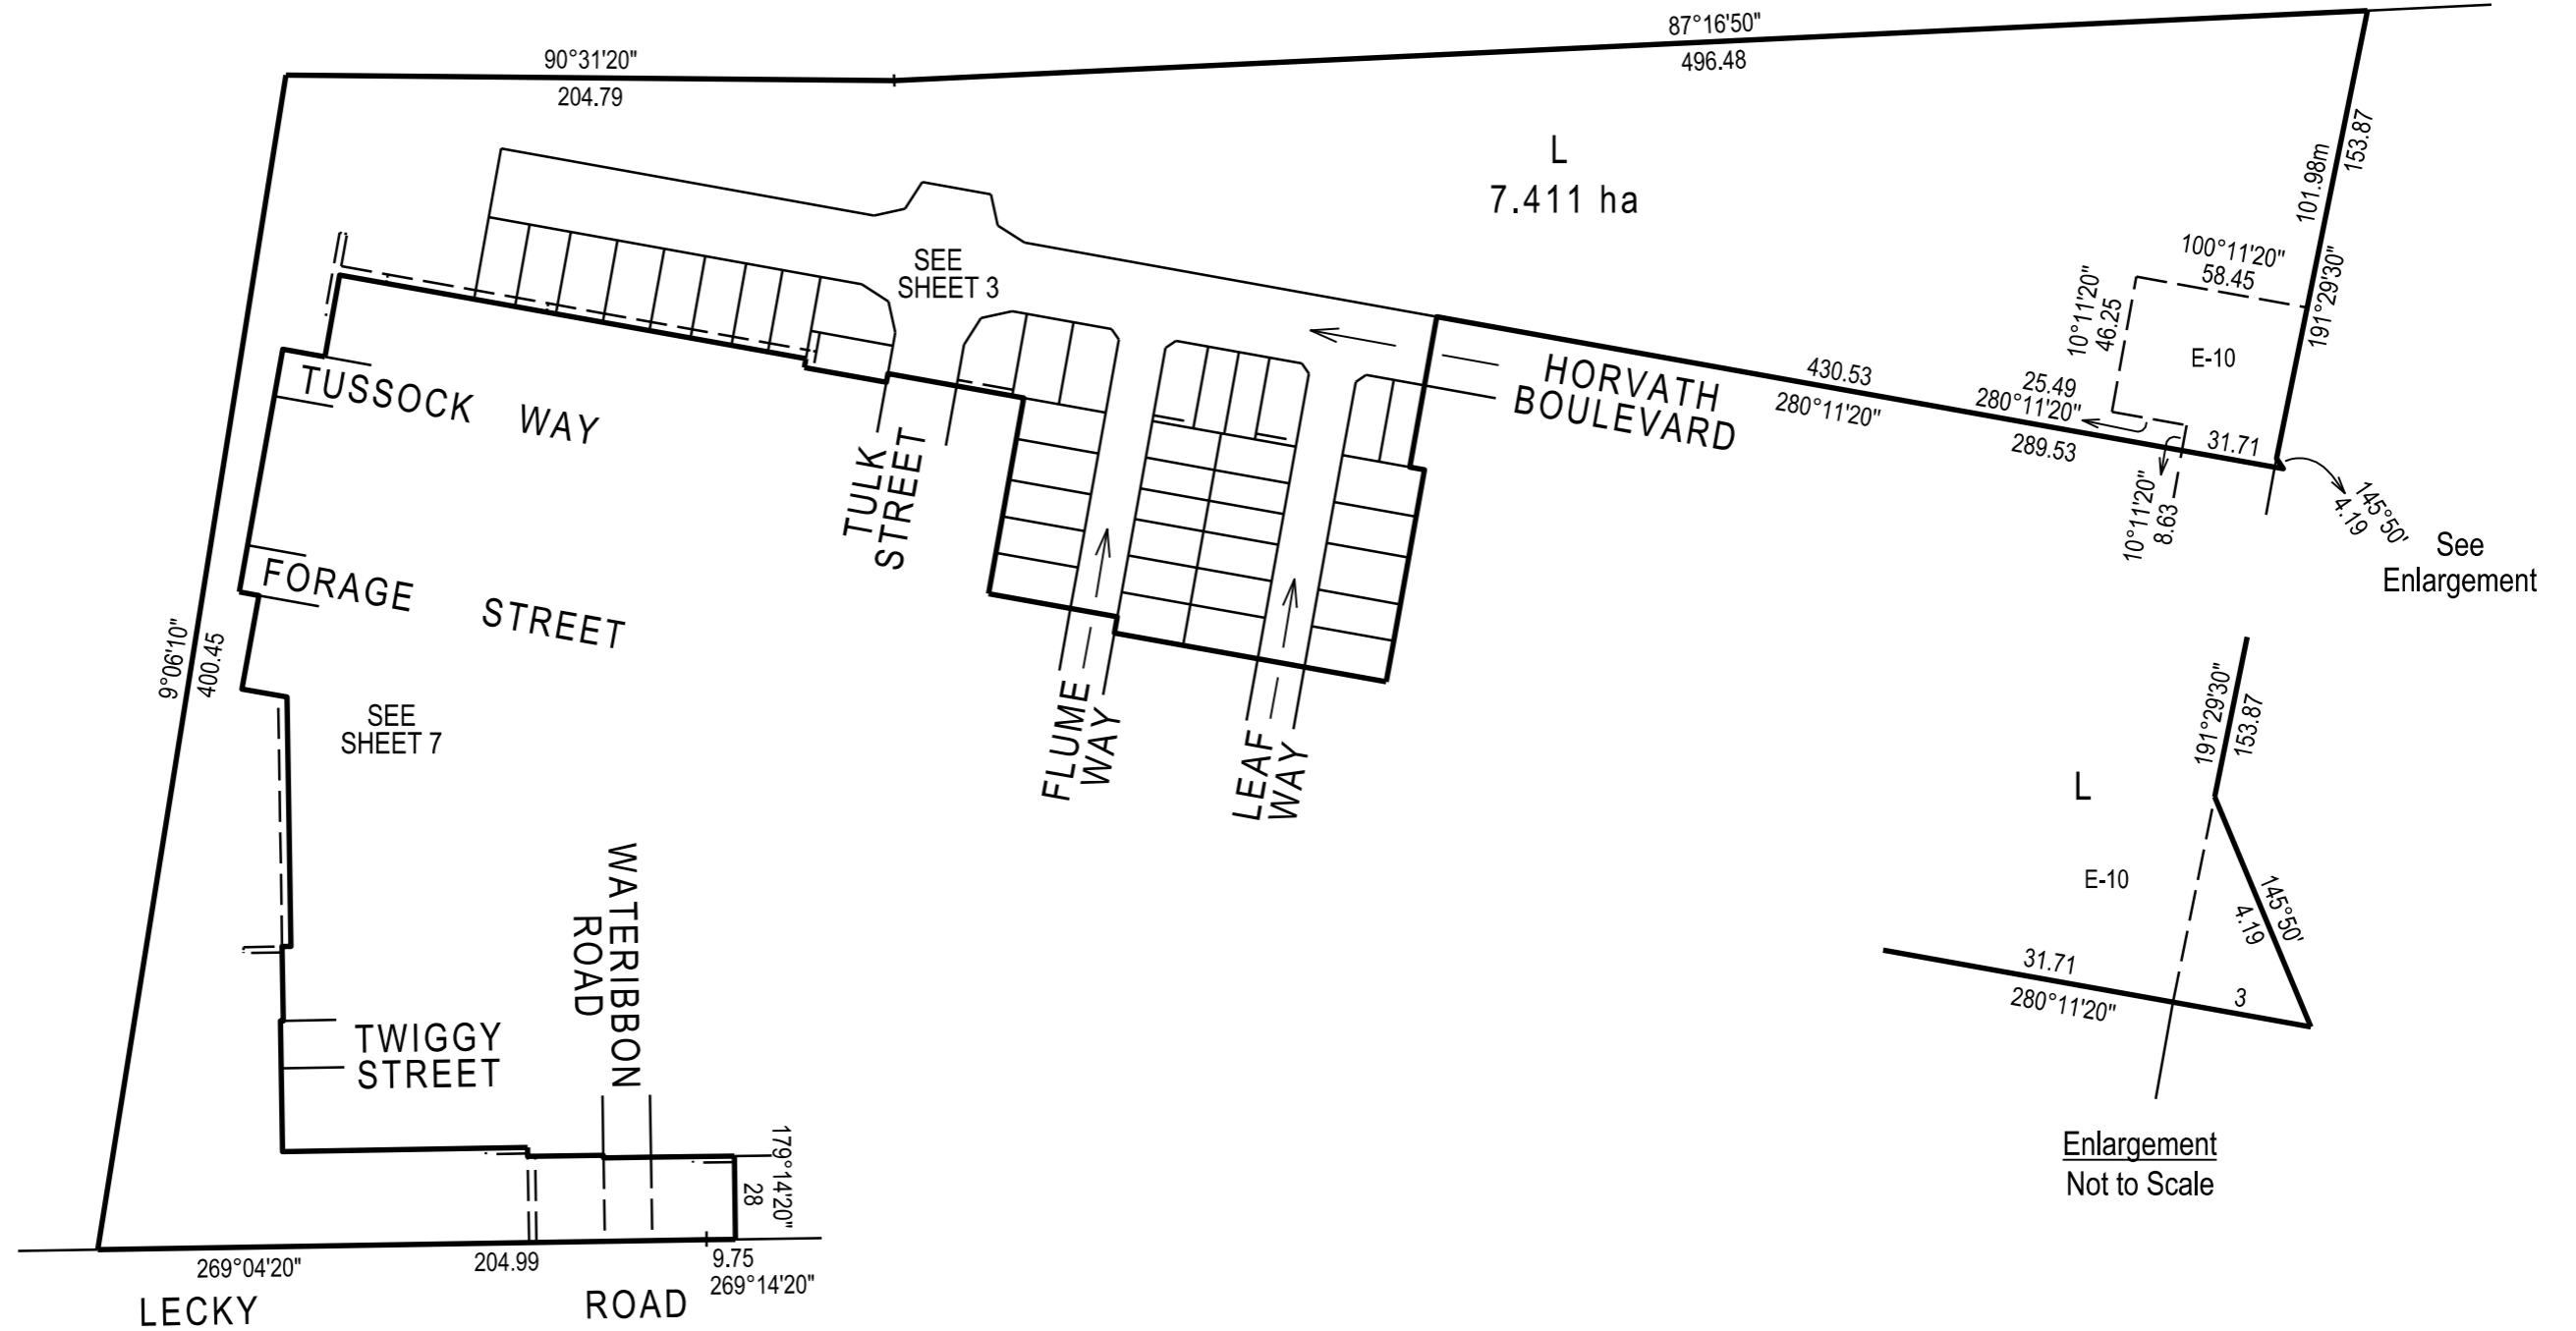 90°31'20"
204.79
87°16'50"
496.48
L
7.411 ha
153.87
101.98m
191°29'30"
100°11'20"
58.45
10°11'20"
46.25
E-10
SEE
SHEET 3
HORVATH
BOULEVARD
430.53
280°11'20"
25.49
280°11'20"
289.53
31.71
10°11'20"
8.63
145°50'
4.19
See
Enlargement
TUSSOCK WAY
TULK
STREET
FORAGE STREET
9°06'10"
400.45
SEE
SHEET 7
FLUME
WAY
LEAF
WAY
191°29'30"
153.87
L
E-10
145°50'
4.19
31.71
280°11'20"
3
WATERIBBON
ROAD
TWIGGY
STREET
179°14'20"
28
Enlargement
Not to Scale
269°04'20"
204.99
9.75
269°14'20"
LECKY ROAD